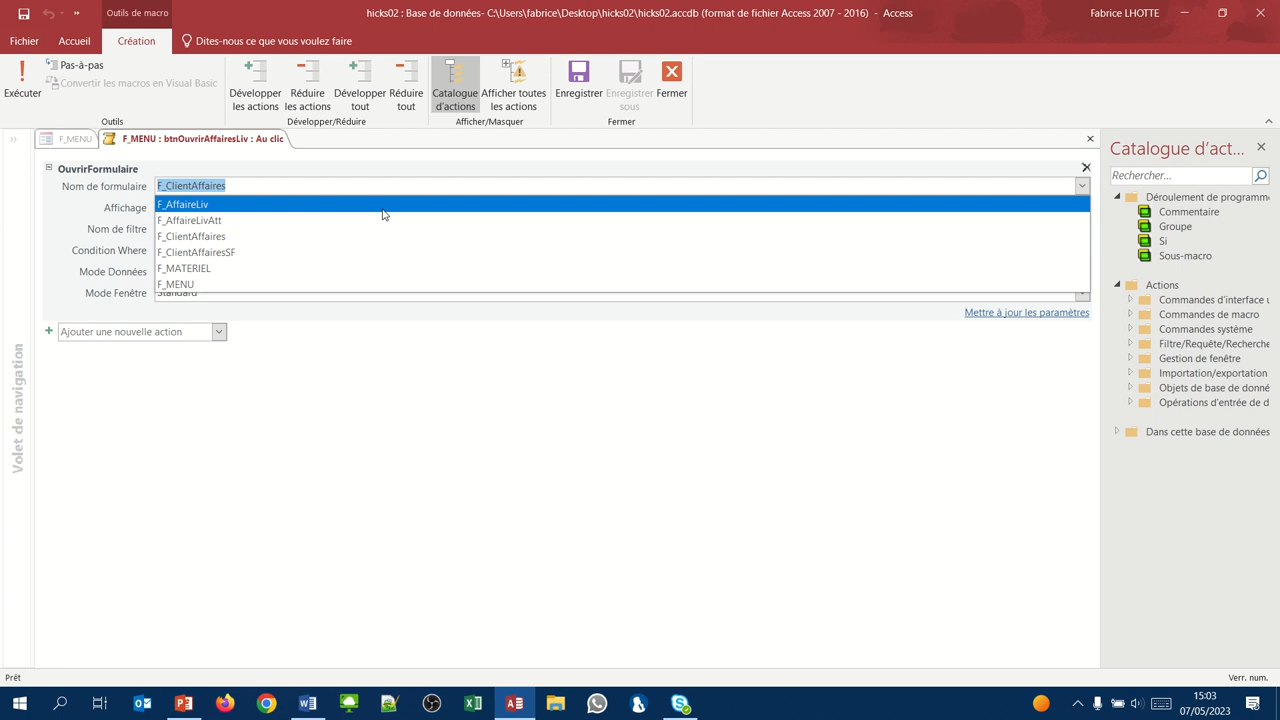 hicks02 : Base de données- C:\Users\fabrice\Desktop\hicks02\hicks02.accdb (format de fichier Access 2007 - 2016) - Access
Fabrice LHOTTE
Outils de macro
Fichier
Accueil
Création
Dites-nous ce que vous voulez faire
Exécuter
Pas-à-pas
Convertir les macros en Visual Basic
Outils
Développer les actions
Réduire les actions
Développer tout
Réduire tout
Développer/Réduire
Catalogue d'actions
Afficher toutes les actions
Afficher/Masquer
Enregistrer
Enregistrer sous
Fermer
Fermer
F_MENU
F_MENU : btnOuvrirAffairesLiv : Au clic
OuvrirFormulaire
Nom de formulaire
F_ClientAffaires
Affichage
F_AffaireLiv
F_AffaireLivAtt
Nom de filtre
F_ClientAffaires
Condition Where
F_ClientAffairesSF
Mode Données
F_MATERIEL
F_MENU
Mode Fenêtre
Standard
Mettre à jour les paramètres
Ajouter une nouvelle action
Volet de navigation
Catalogue d'act...
Rechercher...
Déroulement de programme
Commentaire
Groupe
Si
Sous-macro
Actions
Commandes d'interface u
Commandes de macro
Commandes système
Filtre/Requête/Recherche
Gestion de fenêtre
Importation/exportation
Objets de base de donné
Opérations d'entrée de d
Dans cette base de données
Prêt
Verr. num.
15:03
07/05/2023